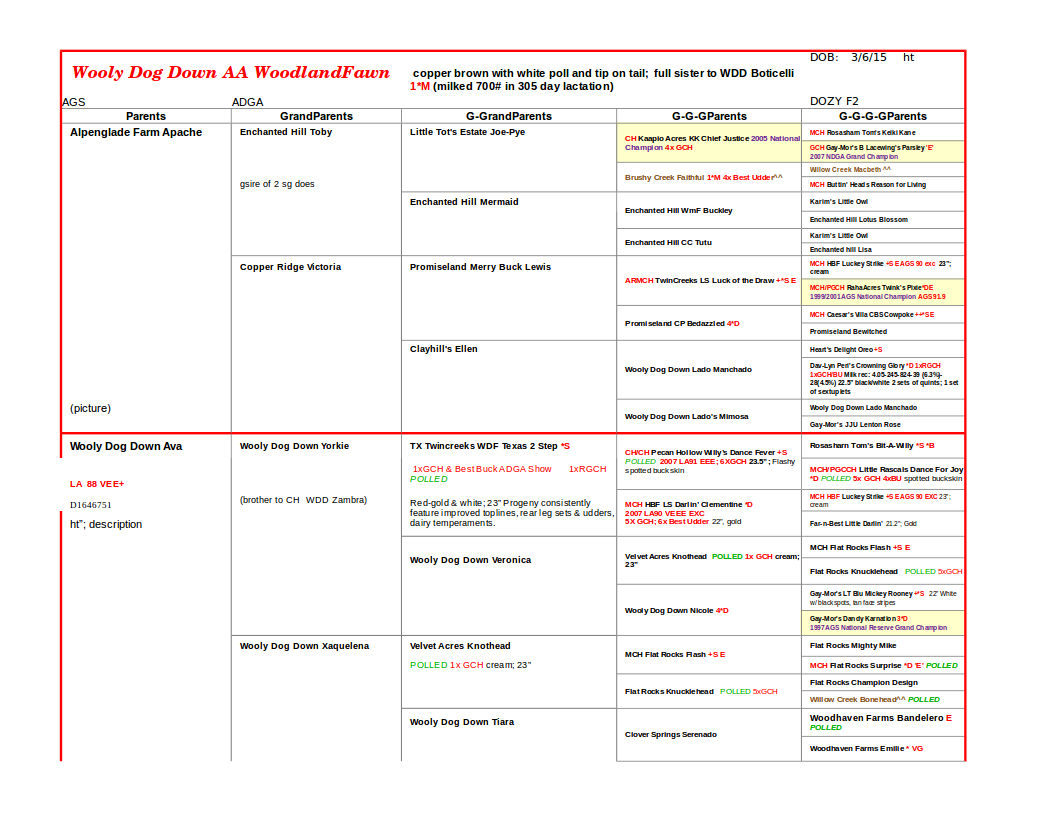 DOB: 3/6/15 ht
Wooly Dog Down AA WoodlandFawn
copper brown with white poll and tip on tail; full sister to WDD Boticelli
1*M (milked 700# in 305 day lactation)
AGS
ADGA
DOZY F2
Parents
GrandParents
G-GrandParents
G-G-GParents
G-G-G-GParents
Alpenglade Farm Apache
(picture)
Enchanted Hill Toby
gsire of 2 sg does
Copper Ridge Victoria
Little Tot's Estate Joe-Pye
Enchanted Hill Mermaid
Promiseland Merry Buck Lewis
Clayhill's Ellen
CH Kaapio Acres KK Chief Justice 2005 National
Champion 4x GCH
Brushy Creek Faithful 1*M 4x Best Udder^^
Enchanted Hill WmF Buckley
Enchanted Hill CC Tutu
ARMCH TwinCreeks LS Luck of the Draw +*S E
Promiseland CP Bedazzled 4*D
Wooly Dog Down Lado Manchado
Wooly Dog Down Lado's Mimosa
MCH Rosasham Tom's Keiki Kane
GCH Gay-Mor's B Lacewing's Parsley 'E'
2007 NDGA Grand Champion
Willow Creek Macbeth ^^
MCH Buttin' Heads Reason for Living
Karim's Little Owl
Enchanted Hill Lotus Blossom
Karim's Little Owl
Enchanted hill Lisa
MCH HBF Luckey Strike +S E AGS 90 exc 23";
cream
MCH/PGCH RahaAcres Twink's Pixie*DE
1999/2001AGS National Champion AGS 91.9
MCH Caesar's Villa CBS Cowpoke ++*S E
Promiseland Bewitched
Heart's Delight Oreo +S
Dav-Lyn Peri's Crowning Glory *D 1xRGCH
1xGCH/BU Milk rec: 4.05-245-824-39 (6.3%)-
28(4.5%) 22.5" black/white 2 sets of quints; 1 set
of sextuplets
Wooly Dog Down Lado Manchado
Gay-Mor's JJU Lenton Rose
Wooly Dog Down Ava
LA 88 VEE+
D1646751
ht"; description
Wooly Dog Down Yorkie
(brother to CH WDD Zambra)
Wooly Dog Down Xaquelena
TX Twincreeks WDF Texas 2 Step *S
1xGCH & Best Buck ADGA Show 1xRGCH
POLLED
Red-gold & white; 23" Progeny consistently
feature improved toplines, rear leg sets & udders,
dairy temperaments.
Wooly Dog Down Veronica
Velvet Acres Knothead
POLLED 1x GCH cream; 23"
Wooly Dog Down Tiara
CH/CH Pecan Hollow Willy's Dance Fever +S
POLLED 2007 LA91 EEE; 6XGCH 23.5"; Flashy
spotted buckskin
MCH HBF LS Darlin' Clementine *D
2007 LA90 VEEE EXC
5X GCH; 6x Best Udder 22", gold
Velvet Acres Knothead POLLED 1x GCH cream;
23"
Wooly Dog Down Nicole 4*D
MCH Flat Rocks Flash +S E
Flat Rocks Knucklehead POLLED 5xGCH
Clover Springs Serenado
Rosasharn Tom's Bit-A-Willy *S *B
MCH/PGCCH Little Rascals Dance For Joy
*D POLLED 5x GCH 4xBU spotted buckskin
MCH HBF Luckey Strike +S E AGS 90 EXC 23";
cream
Far-n-Best Little Darlin' 21.2"; Gold
MCH Flat Rocks Flash +S E
Flat Rocks Knucklehead POLLED 5xGCH
Gay-Mor's LT Blu Mickey Rooney +*S 22" White
w/ black spots, tan face stripes
Gay-Mor's Dandy Karnation 3*D
1997AGS National Reserve Grand Champion
Flat Rocks Mighty Mike
MCH Flat Rocks Surprise *D 'E' POLLED
Flat Rocks Champion Design
Willow Creek Bonehead^^ POLLED
Woodhaven Farms Bandelero E
POLLED
Woodhaven Farms Emilie * VG